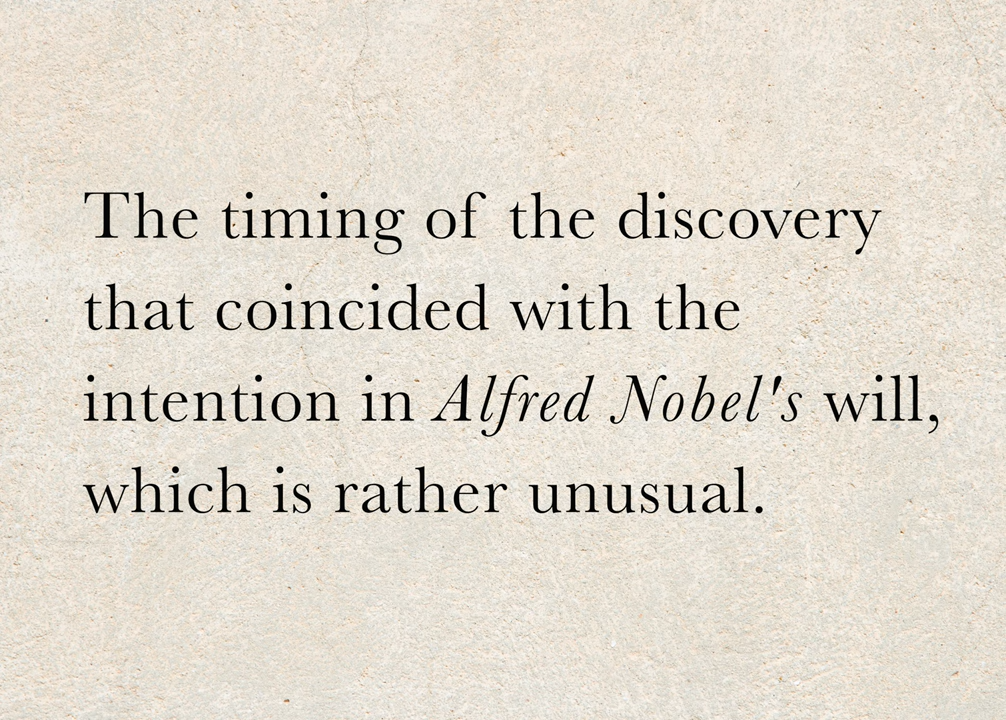 The timing of the discovery
that coincided with the
intention in Alfred Nobel's will,
which is rather unusual.